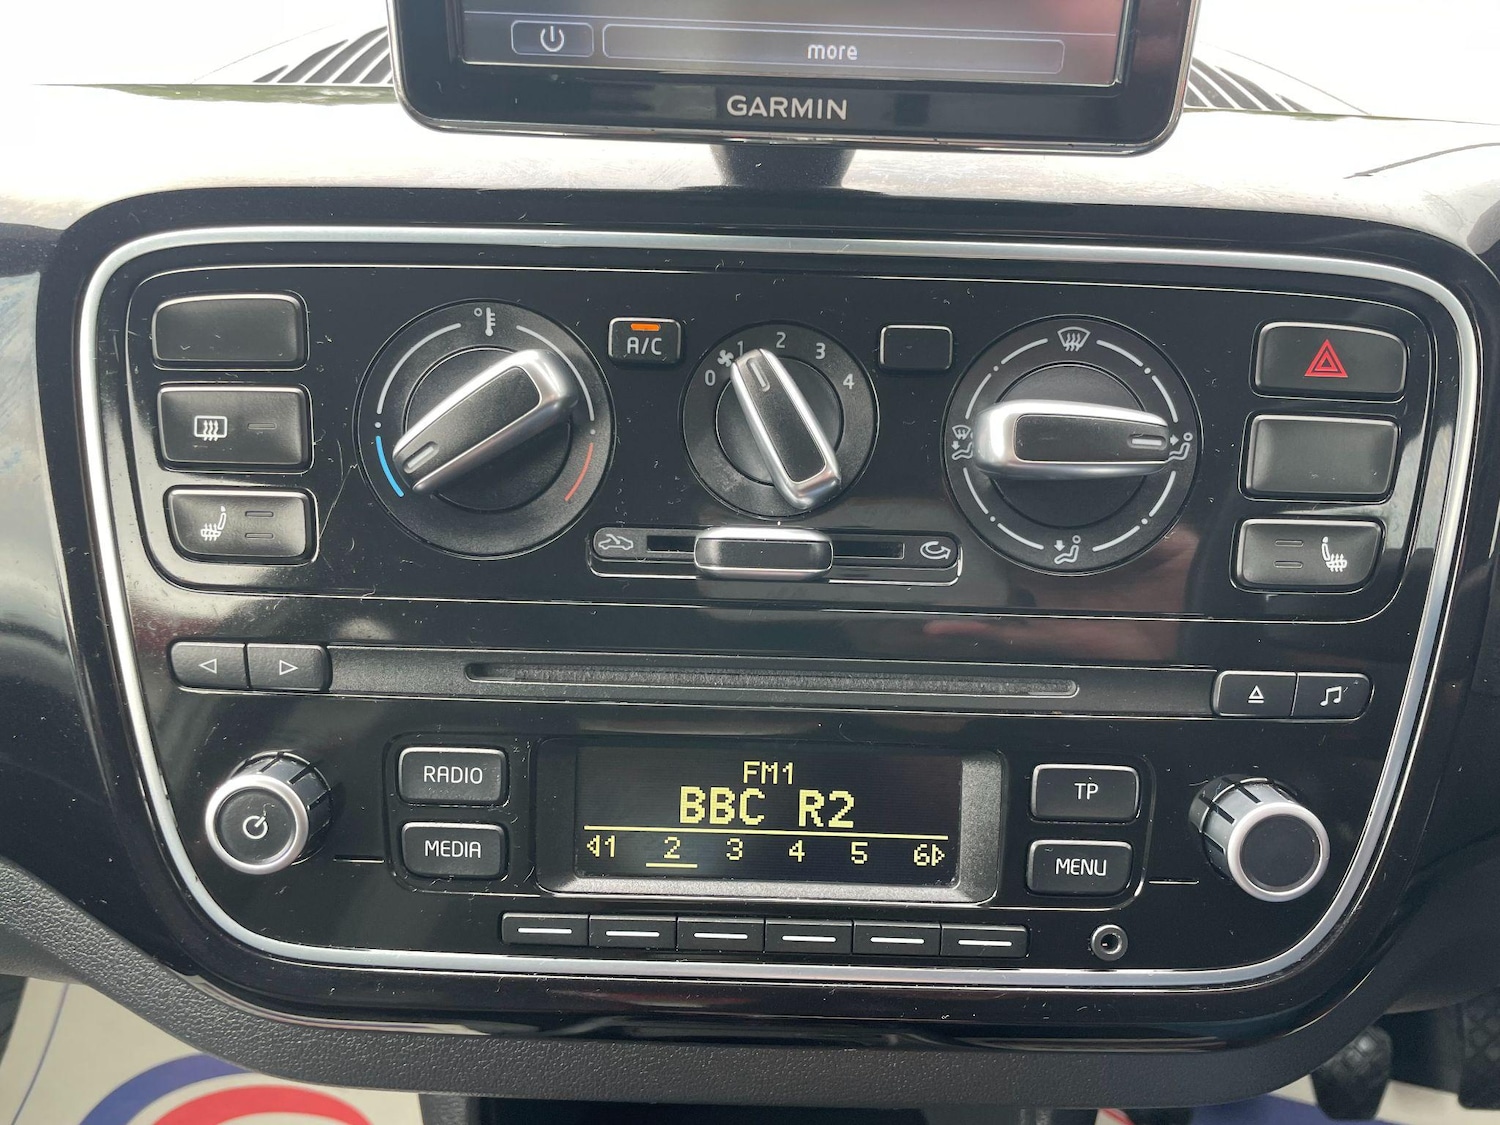 more
GARMIN
A/C
0 1 2 3 4
RADIO
MEDIA
FM1
BBC R2
1 2 3 4 5 6
TP
MENU